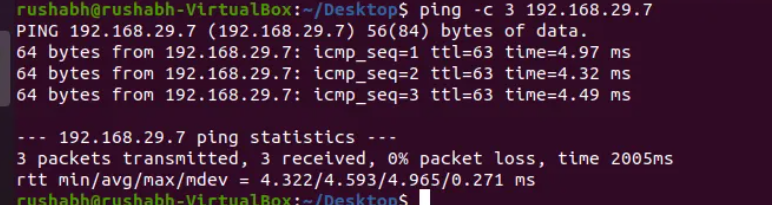 rushabh@rushabh-VirtualBox:~/Desktop$ ping -c 3 192.168.29.7
PING 192.168.29.7 (192.168.29.7) 56(84) bytes of data.
64 bytes from 192.168.29.7: icmp_seq=1 ttl=63 time=4.97 ms
64 bytes from 192.168.29.7: icmp_seq=2 ttl=63 time=4.32 ms
64 bytes from 192.168.29.7: icmp_seq=3 ttl=63 time=4.49 ms
--- 192.168.29.7 ping statistics ---
3 packets transmitted, 3 received, 0% packet loss, time 2005ms
rtt min/avg/max/mdev = 4.322/4.593/4.965/0.271 ms
rushabh@rushabh-VirtualBox:~/Desktop$